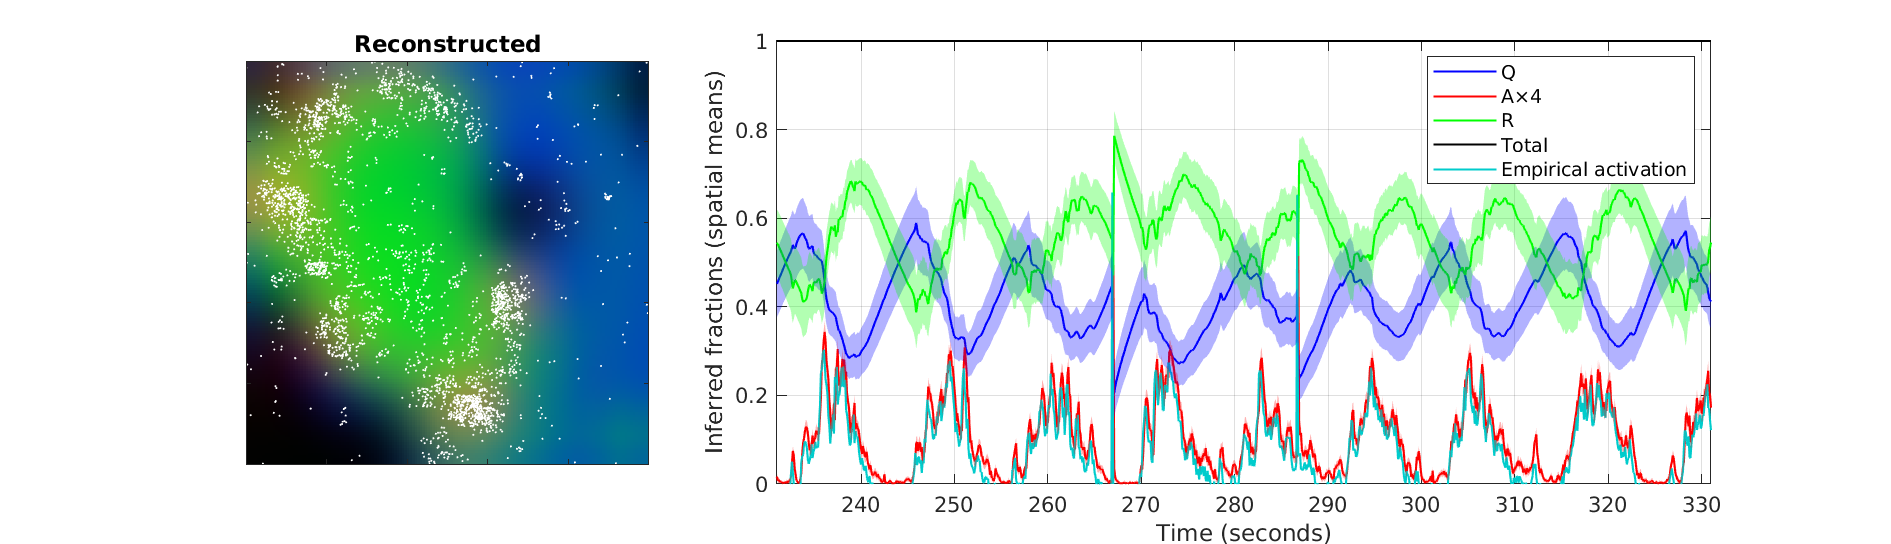 Reconstructed
Inferred fractions (spatial means)
1
0.8
0.6
0.4
0.2
0
Q
A×4
R
Total
Empirical activation
240 250 260 270 280 290 300 310 320 330
Time (seconds)